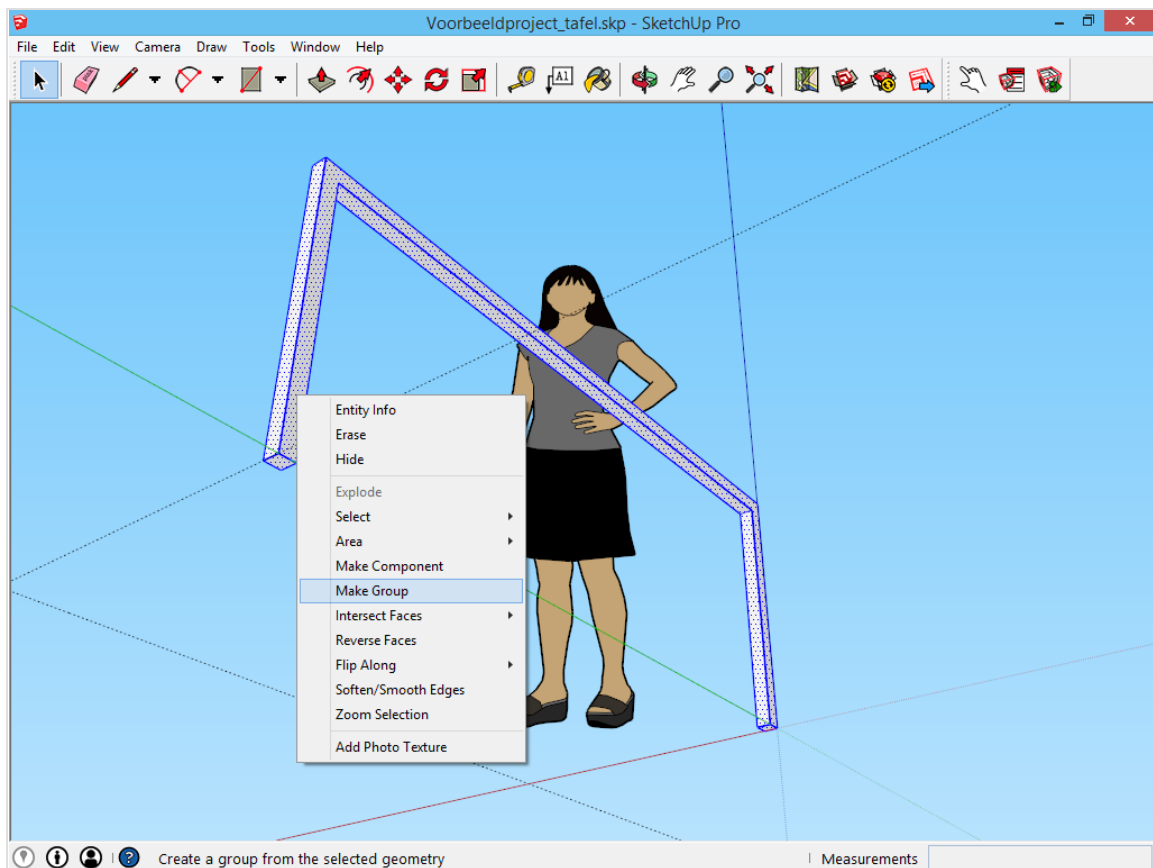 Voorbeeldproject_tafel.skp - SketchUp Pro
File Edit View Camera Draw Tools Window Help
A1
Entity Info
Erase
Hide
Explode
Select
Area
Make Component
Make Group
Intersect Faces
Reverse Faces
Flip Along
Soften/Smooth Edges
Zoom Selection
Add Photo Texture
Create a group from the selected geometry
Measurements